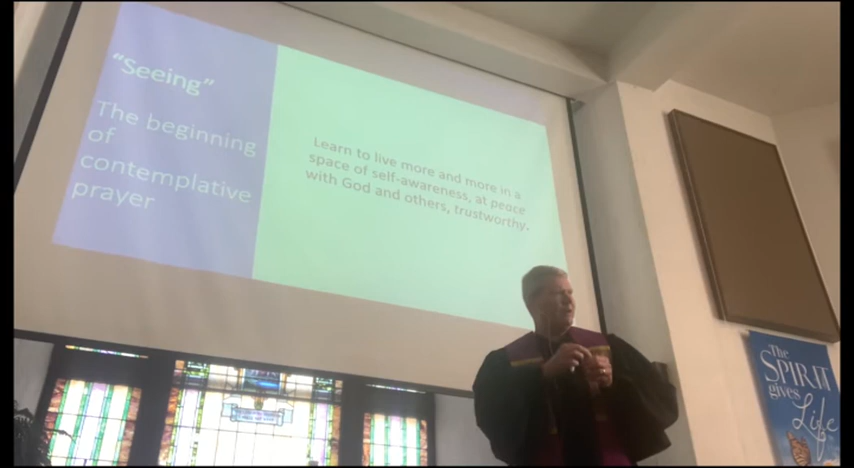 “Seeing”
The beginning
of
contemplative
prayer
Learn to live more and more in a
space of self-awareness, at peace
with God and others, trustworthy.
The
SPIRIT
gives
Life